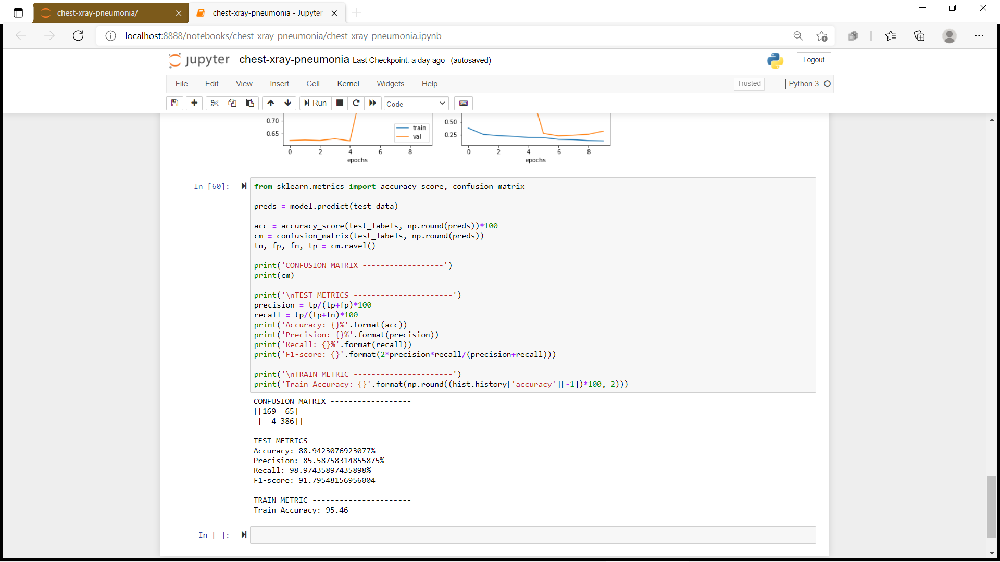 chest-xray-pneumonia/
chest-xray-pneumonia - Jupyter
localhost:8888/notebooks/chest-xray-pneumonia/chest-xray-pneumonia.ipynb
jupyter chest-xray-pneumonia Last Checkpoint: a day ago (autosaved) Logout
File Edit View Insert Cell Kernel Widgets Help Trusted Python 3
Run Code
0.70
0.65
train
val
0 2 4 6 8
epochs
0.50
0.25
0 2 4 6 8
epochs
In [60]:
from sklearn.metrics import accuracy_score, confusion_matrix
preds = model.predict(test_data)
acc = accuracy_score(test_labels, np.round(preds))*100
cm = confusion_matrix(test_labels, np.round(preds))
tn, fp, fn, tp = cm.ravel()
print('CONFUSION MATRIX ------------------')
print(cm)
print('\nTEST METRICS ----------------------')
precision = tp/(tp+fp)*100
recall = tp/(tp+fn)*100
print('Accuracy: {}%'.format(acc))
print('Precision: {}%'.format(precision))
print('Recall: {}%'.format(recall))
print('F1-score: {}'.format(2*precision*recall/(precision+recall)))
print('\nTRAIN METRIC ----------------------')
print('Train Accuracy: {}'.format(np.round((hist.history['accuracy'][-1])*100, 2)))
CONFUSION MATRIX ------------------
[[169  65]
 [  4 386]]
TEST METRICS ----------------------
Accuracy: 88.9423076923077%
Precision: 85.58758314855875%
Recall: 98.97435897435898%
F1-score: 91.79548156956004
TRAIN METRIC ----------------------
Train Accuracy: 95.46
In [ ]: